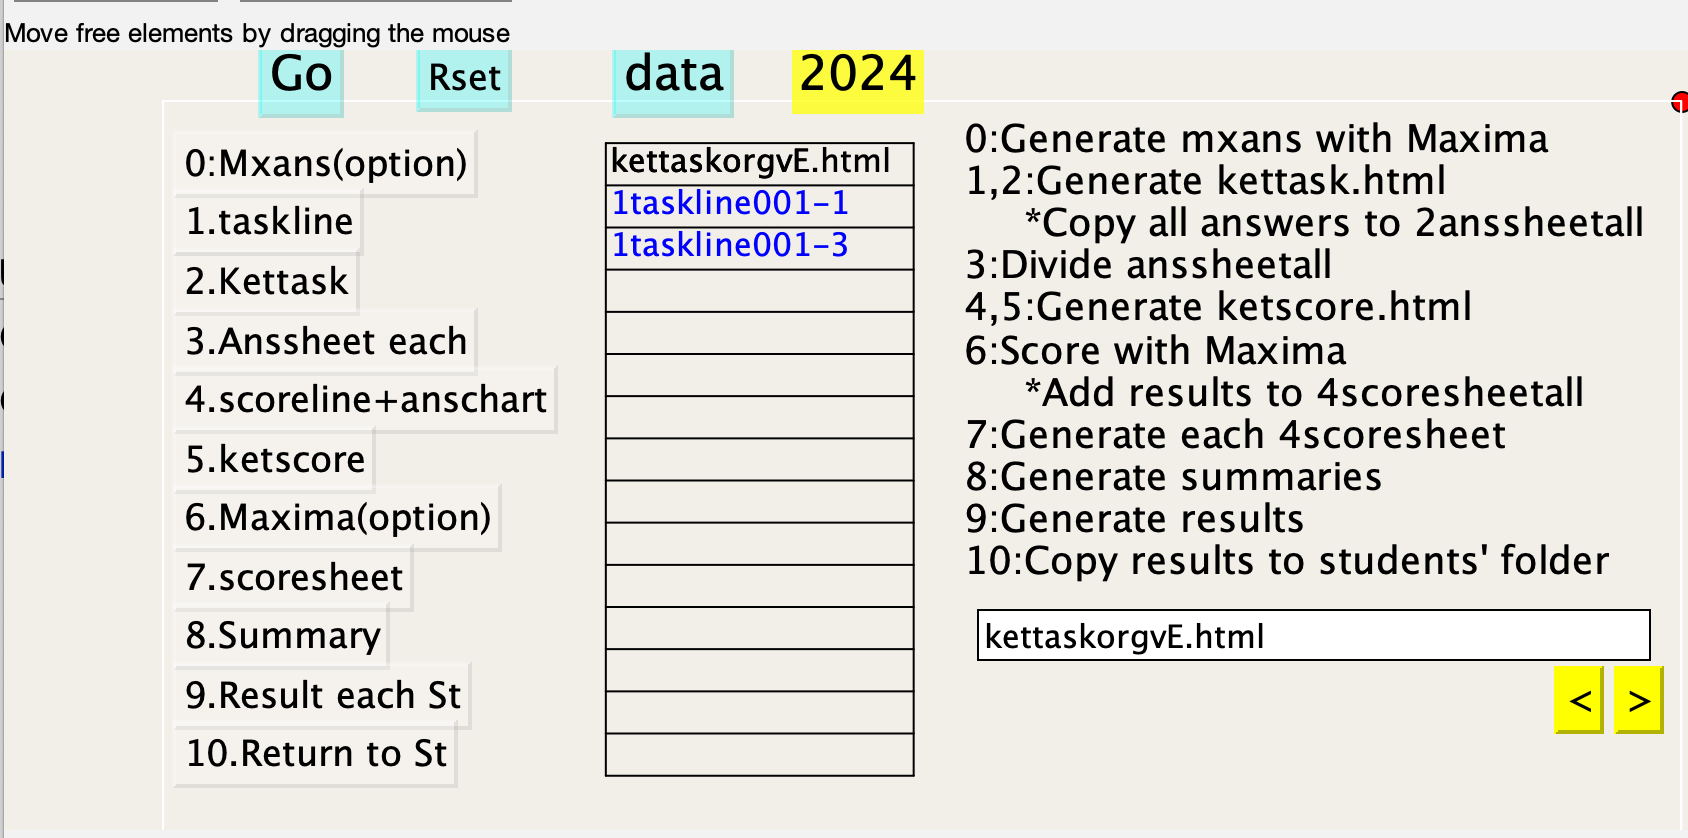 Move free elements by dragging the mouse
Go
Rset
data
2024
0:Mxans(option)
1.taskline
2.Kettask
3.Anssheet each
4.scoreline+anschart
5.ketscore
6.Maxima(option)
7.scoresheet
8.Summary
9.Result each St
10.Return to St
kettaskorgvE.html
1taskline001-1
1taskline001-3
0:Generate mxans with Maxima
1,2:Generate kettask.html
*Copy all answers to 2anssheetall
3:Divide anssheetall
4,5:Generate ketscore.html
6:Score with Maxima
*Add results to 4scoresheetall
7:Generate each 4scoresheet
8:Generate summaries
9:Generate results
10:Copy results to students' folder
kettaskorgvE.html
< >